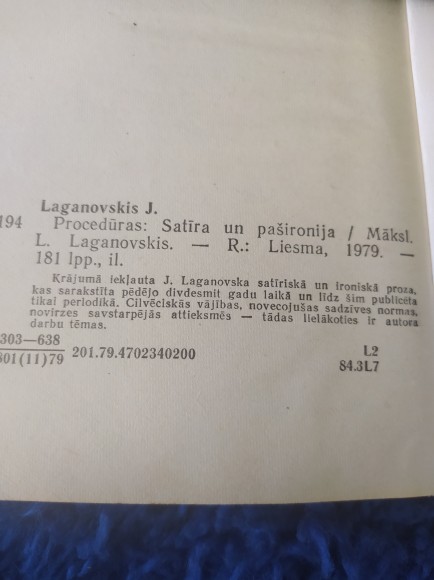 Laganovskis J.
194 Procedūras: Satīra un pašironija / Māksl.
L. Laganovskis. — R.: Liesma, 1979. —
181 lpp., il.
Krājumā iekļauta J. Laganovska satīriskā un ironiskā proza,
kas sarakstīta pēdējo divdesmit gadu laikā un līdz šim publicēta
tikai periodikā. Cilvēciskās vājības, novecojušas sadzīves normas,
novirzes savstarpējās attieksmēs — tādas lielākoties ir autora
darbu tēmas.
303—638
801(11)79 201.79.4702340200 L2
84.3L7